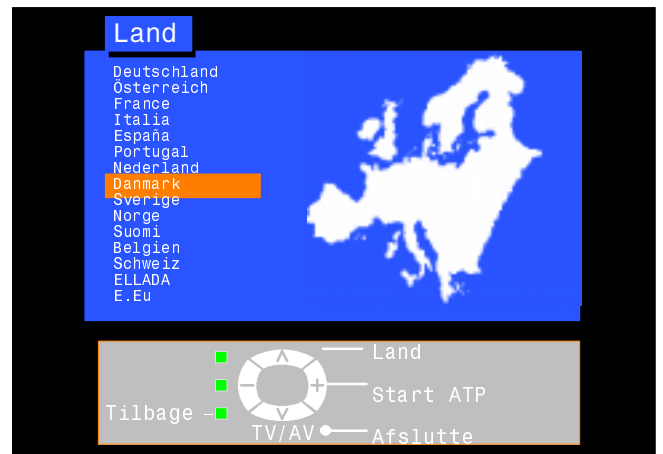 Land
Deutschland
Österreich
France
Italia
España
Portugal
Nederland
Danmark
Sverige
Norge
Suomi
Belgien
Schweiz
ELLADA
E.Eu
Land
Start ATP
Tilbage
TV/AV
Afslutte